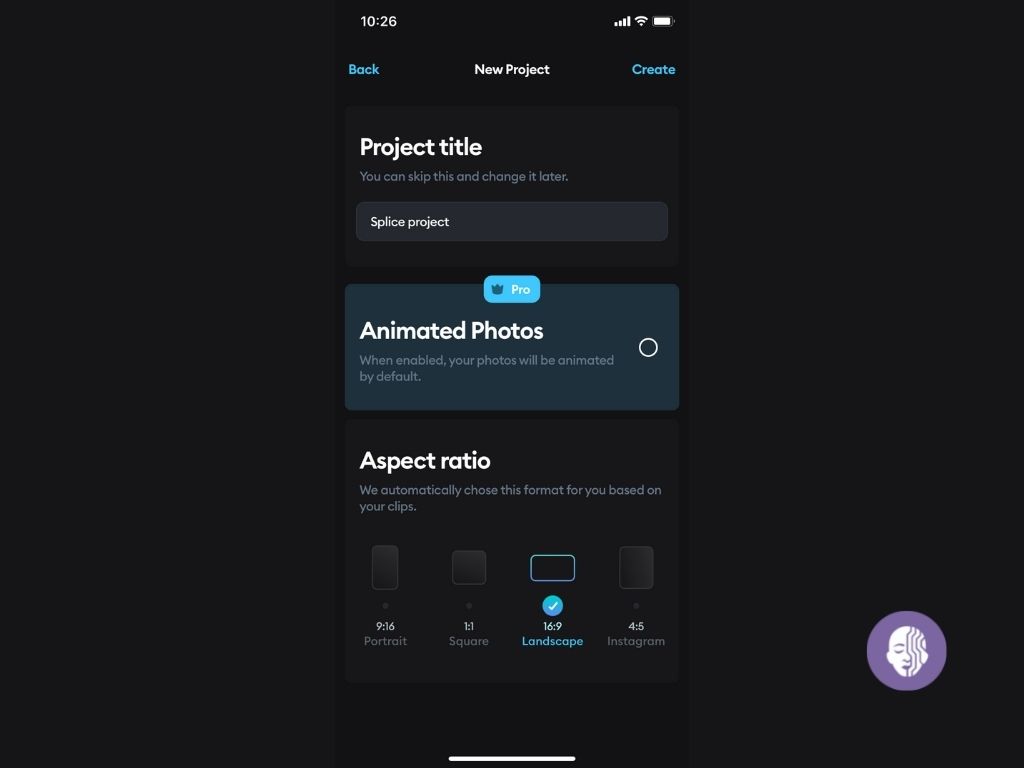 10:26
Back New Project Create
Project title
You can skip this and change it later.
Splice project
Pro
Animated Photos
When enabled, your photos will be animated
by default.
Aspect ratio
We automatically chose this format for you based on
your clips.
9:16 1:1 16:9 4:5
Portrait Square Landscape Instagram